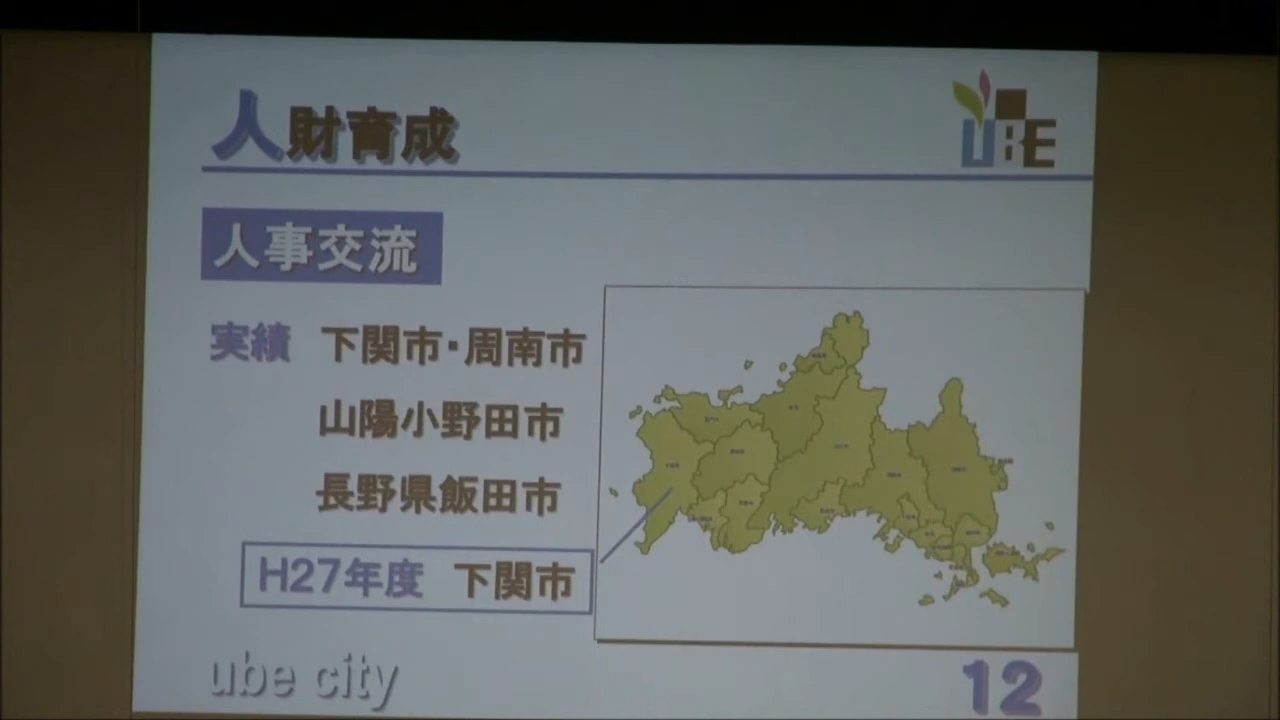 人財育成
UBE
人事交流
実績 下関市・周南市
山陽小野田市
長野県飯田市
H27年度 下関市
ube city
12